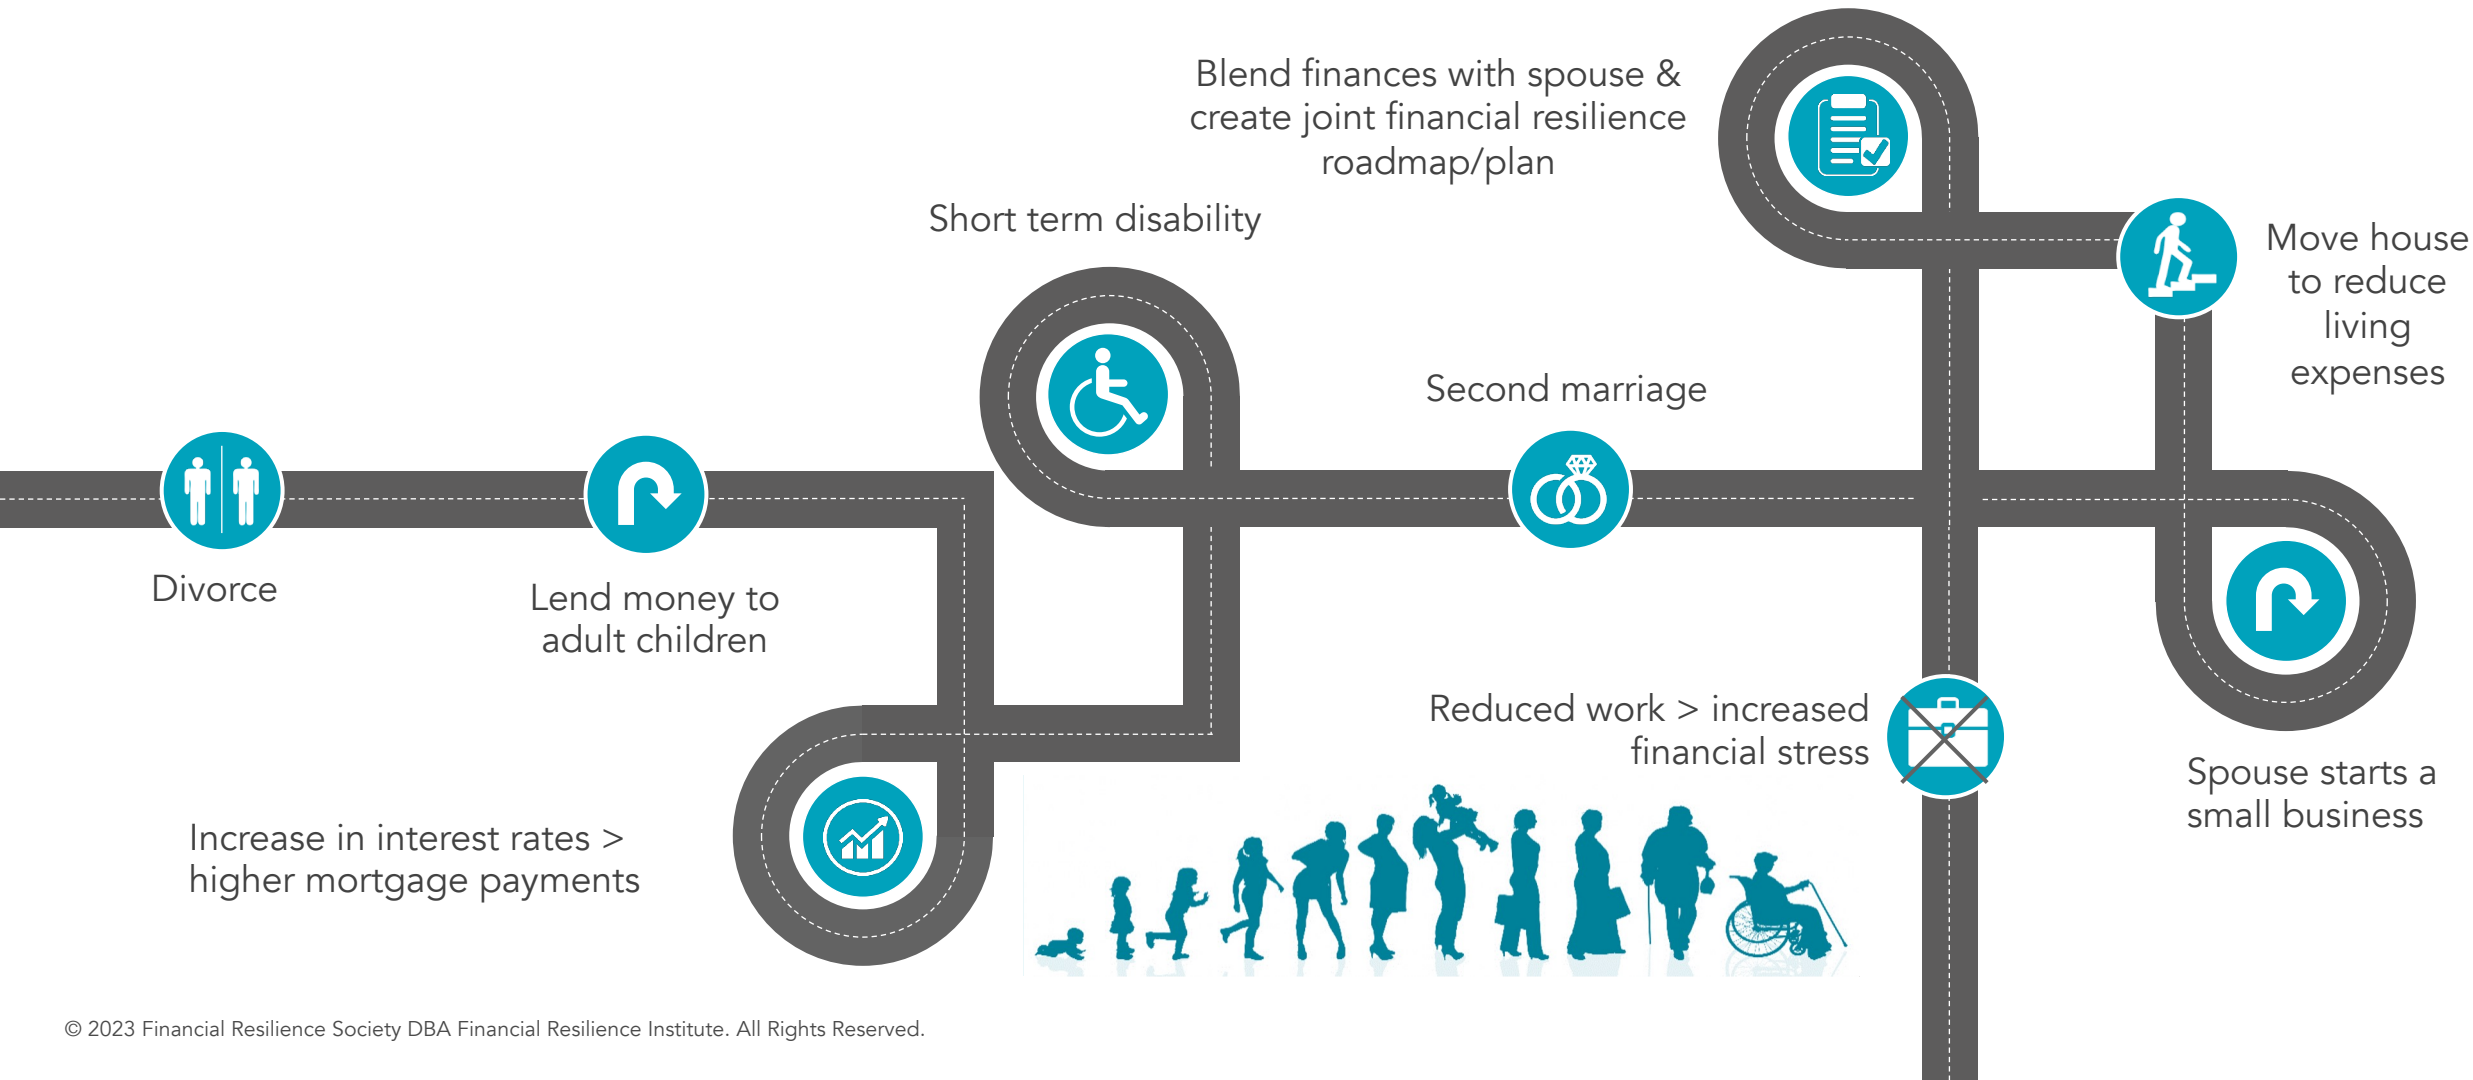 Blend finances with spouse &
create joint financial resilience
roadmap/plan
Short term disability
Move house
to reduce
living
expenses
Second marriage
Divorce
Lend money to
adult children
Reduced work > increased
financial stress
Spouse starts a
small business
Increase in interest rates >
higher mortgage payments
© 2023 Financial Resilience Society DBA Financial Resilience Institute. All Rights Reserved.